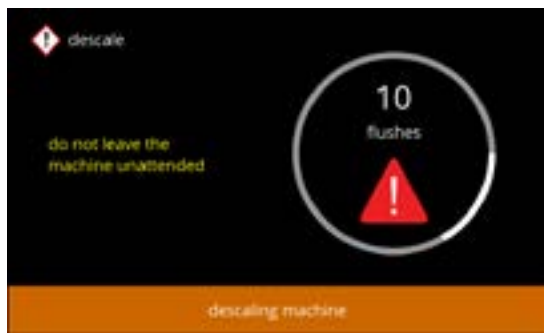 descale
10
flushes
do not leave the
machine unattended
descaling machine